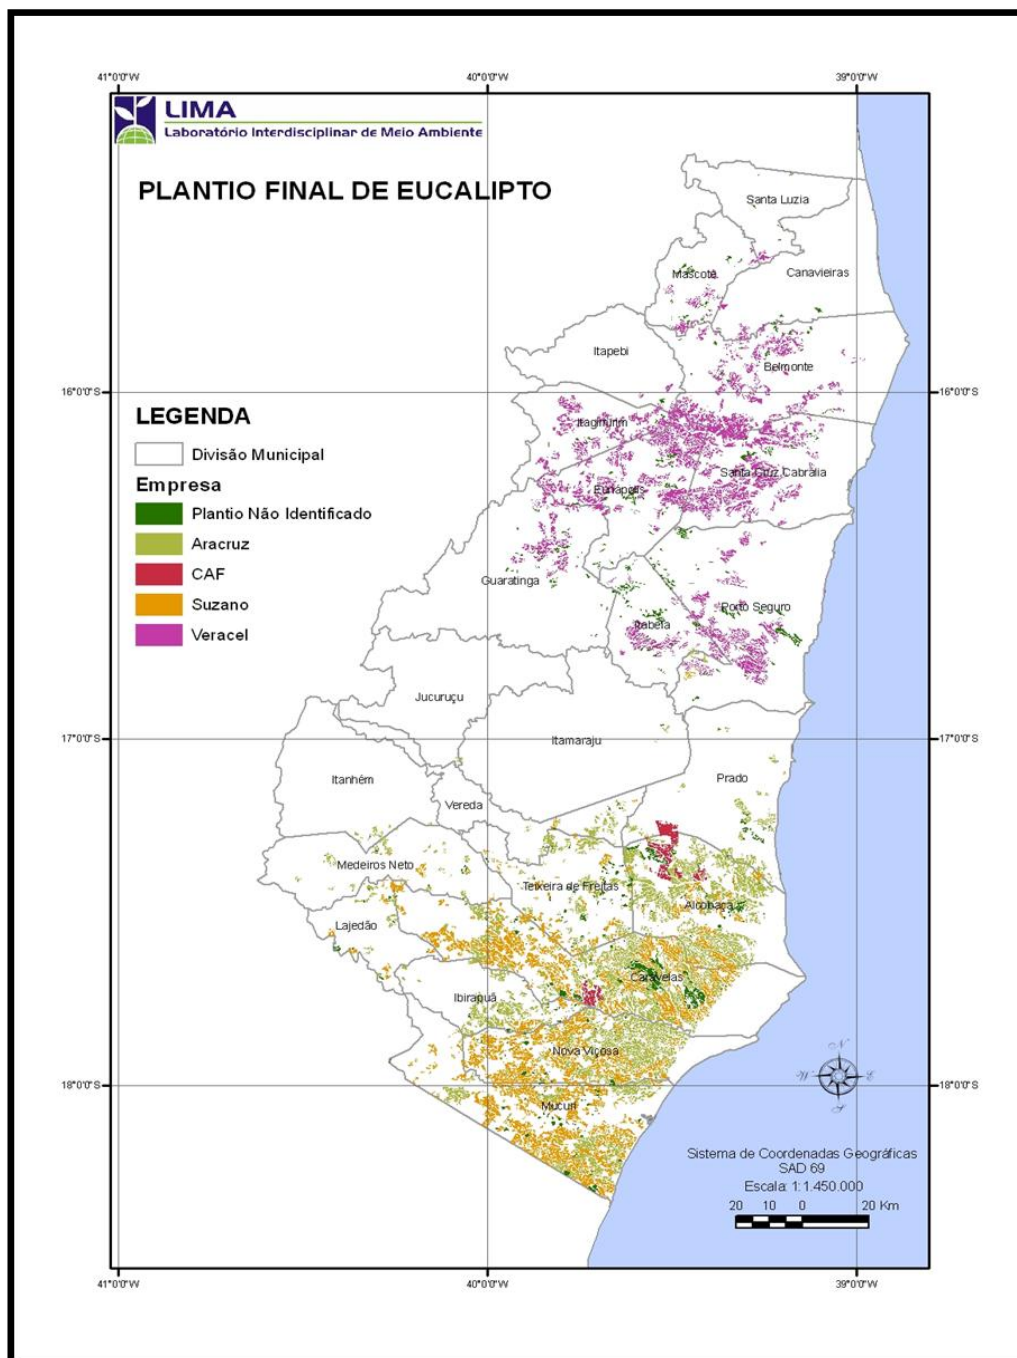 41°0'0"W 40°0'0"W 39°0'0"W
LIMA
Laboratório Interdisciplinar de Meio Ambiente
PLANTIO FINAL DE EUCALIPTO
Santa Luzia
Mascote
Canavieiras
Itapebi
Belmonte
16°0'0"S 16°0'0"S
LEGENDA
Divisão Municipal
Empresa
Plantio Não Identificado
Aracruz
CAF
Suzano
Veracel
Itagimirim
Santa Cruz Cabrália
Eunápolis
Guaratinga
Porto Seguro
Itabela
Jucuruçu
Itamaraju
17°0'0"S 17°0'0"S
Itanhém
Prado
Vereda
Medeiros Neto
Teixeira de Freitas
Alcobaça
Lajedão
Caravelas
Ibirapuã
Nova Viçosa
18°0'0"S 18°0'0"S
Mucuri
N
W E
S
Sistema de Coordenadas Geográficas
SAD 69
Escala: 1:1.450.000
20 10 0 20 Km
41°0'0"W 40°0'0"W 39°0'0"W